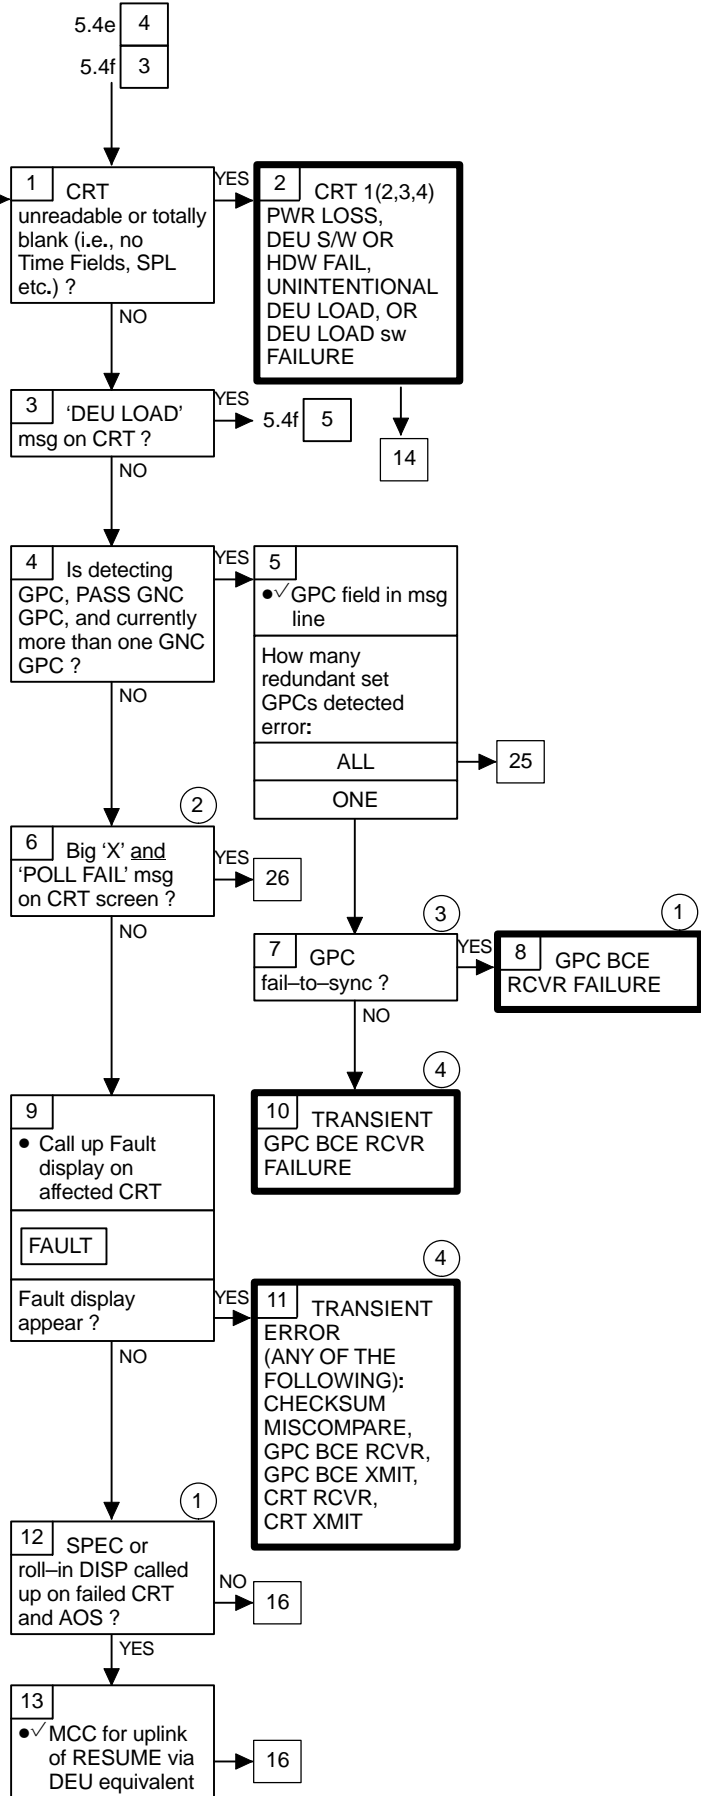 5.4e 4
5.4f 3
1 CRT
unreadable or totally
blank (i.e., no
Time Fields, SPL
etc.) ?
YES
NO
2 CRT 1(2,3,4)
PWR LOSS,
DEU S/W OR
HDW FAIL,
UNINTENTIONAL
DEU LOAD, OR
DEU LOAD sw
FAILURE
14
3 ‘DEU LOAD’
msg on CRT ?
YES
5.4f 5
NO
4 Is detecting
GPC, PASS GNC
GPC, and currently
more than one GNC
GPC ?
YES
NO
5
●√ GPC field in msg
line
How many
redundant set
GPCs detected
error:
ALL
25
ONE
2
6 Big ‘X’ and
‘POLL FAIL’ msg
on CRT screen ?
YES
26
NO
3
7 GPC
fail–to–sync ?
YES
NO
1
8 GPC BCE
RCVR FAILURE
4
10 TRANSIENT
GPC BCE RCVR
FAILURE
9
● Call up Fault
display on
affected CRT
FAULT
Fault display
appear ?
YES
NO
4
11 TRANSIENT
ERROR
(ANY OF THE
FOLLOWING):
CHECKSUM
MISCOMPARE,
GPC BCE RCVR,
GPC BCE XMIT,
CRT RCVR,
CRT XMIT
1
12 SPEC or
roll–in DISP called
up on failed CRT
and AOS ?
NO
16
YES
13
●√ MCC for uplink
of RESUME via
DEU equivalent
16